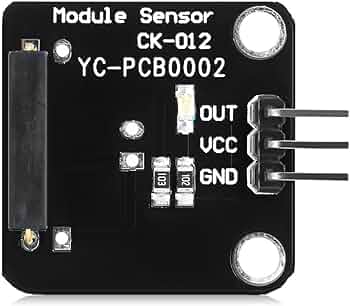 Module Sensor
CK-012
YC-PCB0002
OUT
VCC
GND
103
102